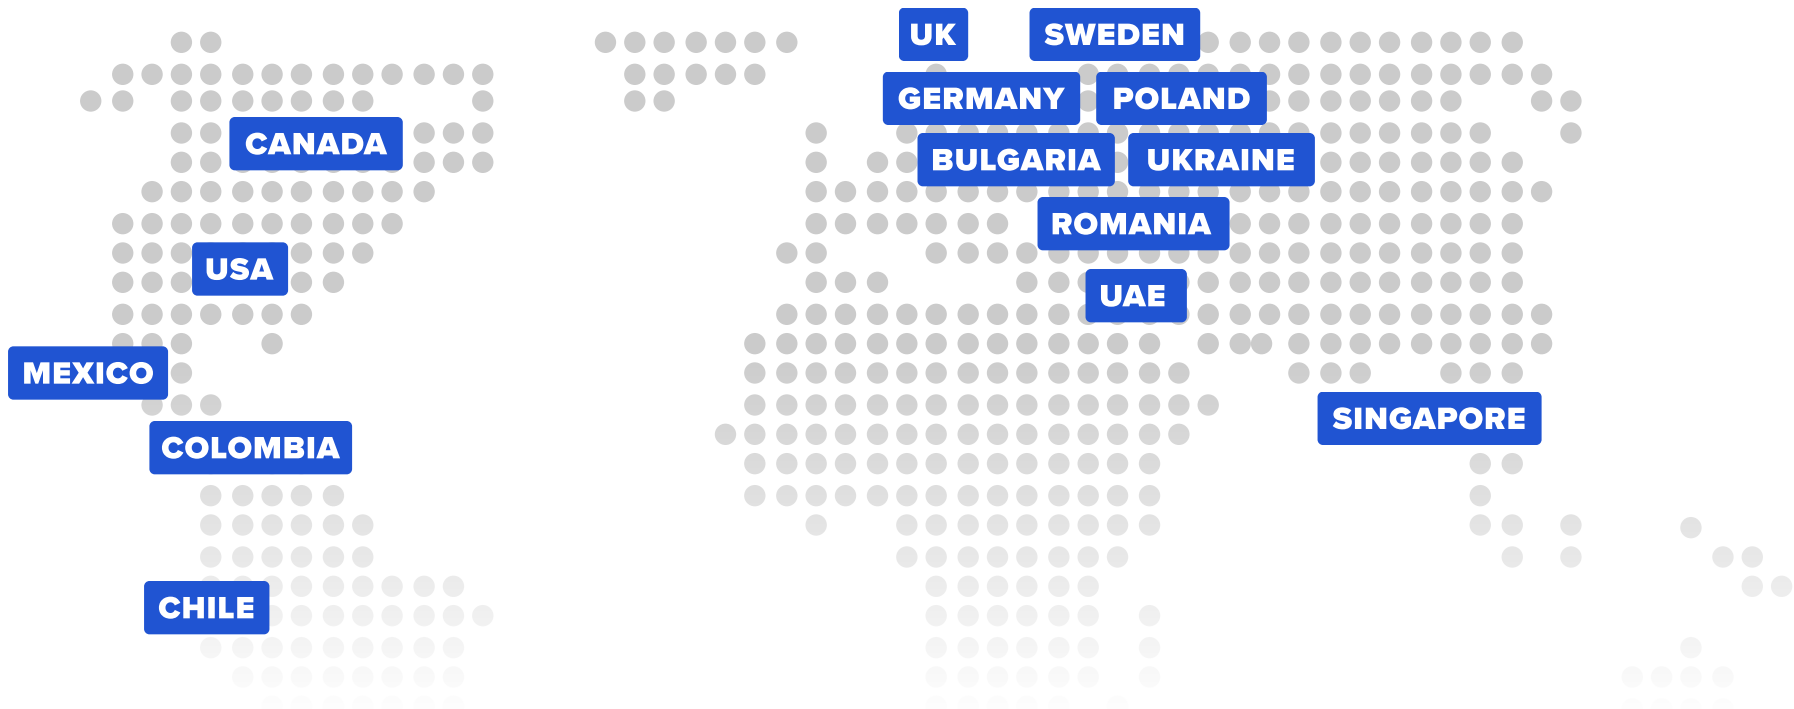 UK
SWEDEN
GERMANY
POLAND
CANADA
BULGARIA
UKRAINE
ROMANIA
USA
UAE
MEXICO
SINGAPORE
COLOMBIA
CHILE